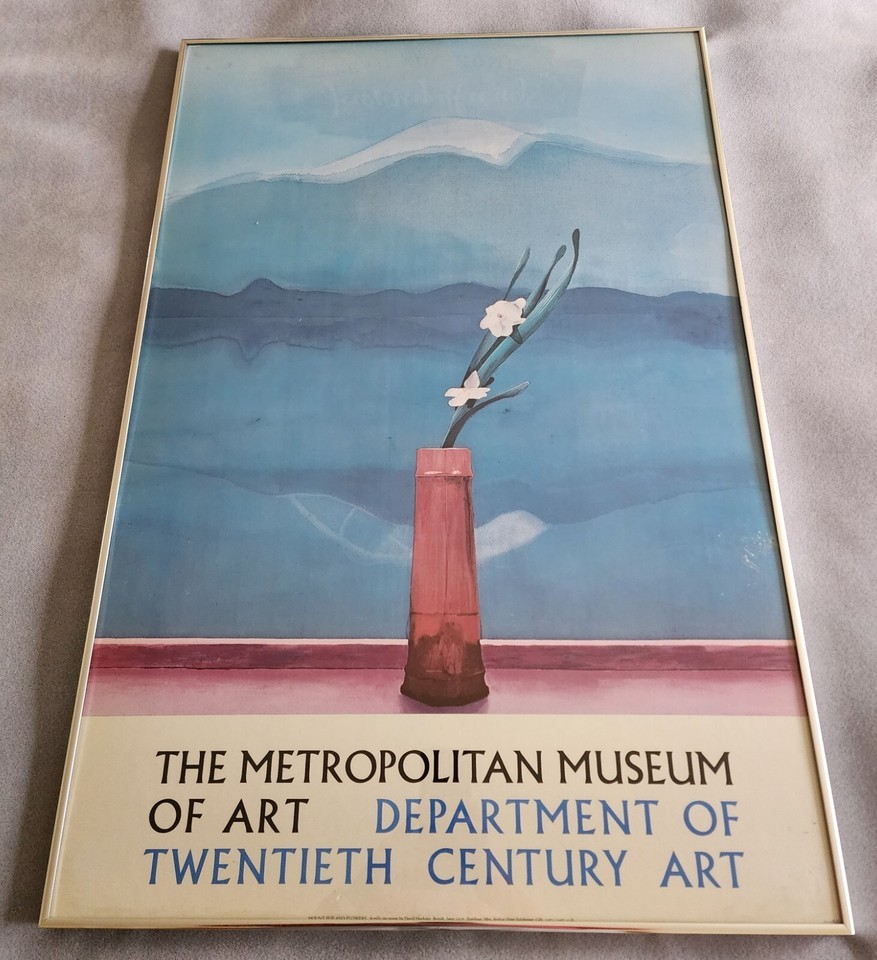 THE METROPOLITAN MUSEUM
OF ART DEPARTMENT OF
TWENTIETH CENTURY ART